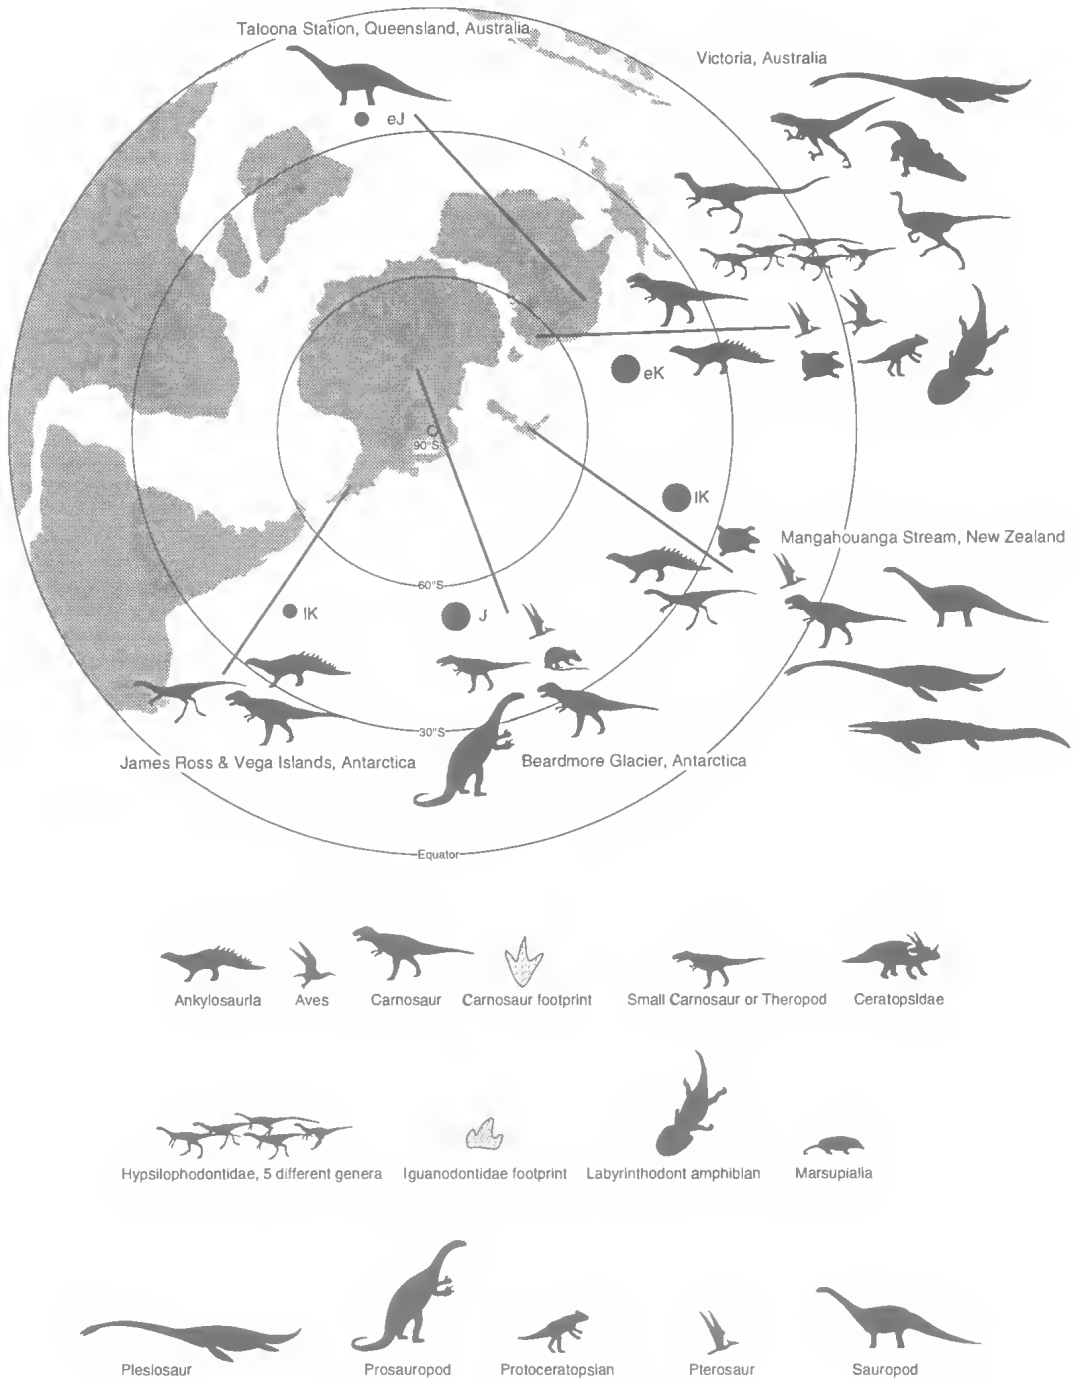 Taloona Station, Queensland, Australia
Victoria, Australia
eJ
eK
90°S
lK
Mangahouanga Stream, New Zealand
60°S
lK
J
30°S
James Ross & Vega Islands, Antarctica
Beardmore Glacier, Antarctica
Equator
Ankylosauria
Aves
Carnosaur
Carnosaur footprint
Small Carnosaur or Theropod
Ceratopsidae
Hypsilophodontidae, 5 different genera
Iguanodontidae footprint
Labyrinthodont amphibian
Marsupialia
Plesiosaur
Prosauropod
Protoceratopsian
Pterosaur
Sauropod